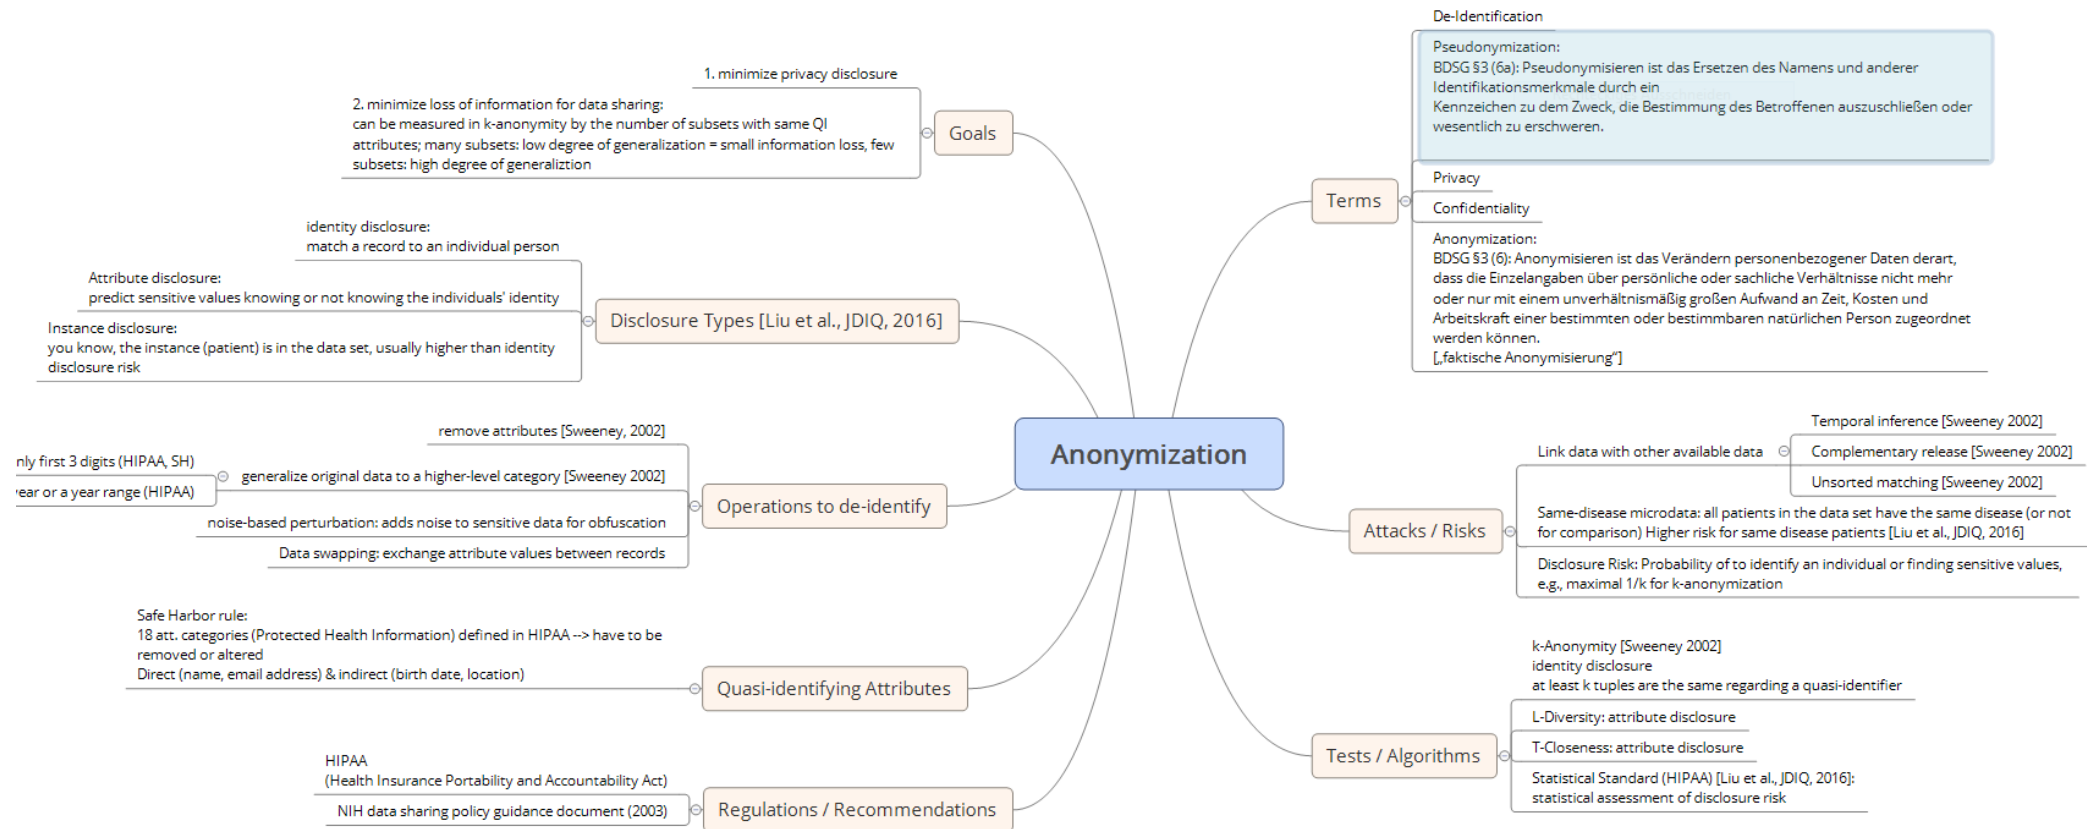 Anonymization
Goals
1. minimize privacy disclosure
2. minimize loss of information for data sharing:
can be measured in k-anonymity by the number of subsets with same QI
attributes; many subsets: low degree of generalization = small information loss, few
subsets: high degree of generaliztion
Disclosure Types [Liu et al., JDIQ, 2016]
identity disclosure:
match a record to an individual person
Attribute disclosure:
predict sensitive values knowing or not knowing the individuals' identity
Instance disclosure:
you know, the instance (patient) is in the data set, usually higher than identity
disclosure risk
Operations to de-identify
remove attributes [Sweeney, 2002]
generalize original data to a higher-level category [Sweeney 2002]
first 3 digits (HIPAA, SH)
or a year range (HIPAA)
noise-based perturbation: adds noise to sensitive data for obfuscation
Data swapping: exchange attribute values between records
Quasi-identifying Attributes
Safe Harbor rule:
18 att. categories (Protected Health Information) defined in HIPAA --> have to be
removed or altered
Direct (name, email address) & indirect (birth date, location)
Regulations / Recommendations
HIPAA
(Health Insurance Portability and Accountability Act)
NIH data sharing policy guidance document (2003)
Terms
De-Identification
Pseudonymization:
BDSG §3 (6a): Pseudonymisieren ist das Ersetzen des Namens und anderer
Identifikationsmerkmale durch ein
Kennzeichen zu dem Zweck, die Bestimmung des Betroffenen auszuschließen oder
wesentlich zu erschweren.
Privacy
Confidentiality
Anonymization:
BDSG §3 (6): Anonymisieren ist das Verändern personenbezogener Daten derart,
dass die Einzelangaben über persönliche oder sachliche Verhältnisse nicht mehr
oder nur mit einem unverhältnismäßig großen Aufwand an Zeit, Kosten und
Arbeitskraft einer bestimmten oder bestimmbaren natürlichen Person zugeordnet
werden können.
[„faktische Anonymisierung“]
Attacks / Risks
Link data with other available data
Temporal inference [Sweeney 2002]
Complementary release [Sweeney 2002]
Unsorted matching [Sweeney 2002]
Same-disease microdata: all patients in the data set have the same disease (or not
for comparison) Higher risk for same disease patients [Liu et al., JDIQ, 2016]
Disclosure Risk: Probability of to identify an individual or finding sensitive values,
e.g., maximal 1/k for k-anonymization
Tests / Algorithms
k-Anonymity [Sweeney 2002]
identity disclosure
at least k tuples are the same regarding a quasi-identifier
L-Diversity: attribute disclosure
T-Closeness: attribute disclosure
Statistical Standard (HIPAA) [Liu et al., JDIQ, 2016]:
statistical assessment of disclosure risk